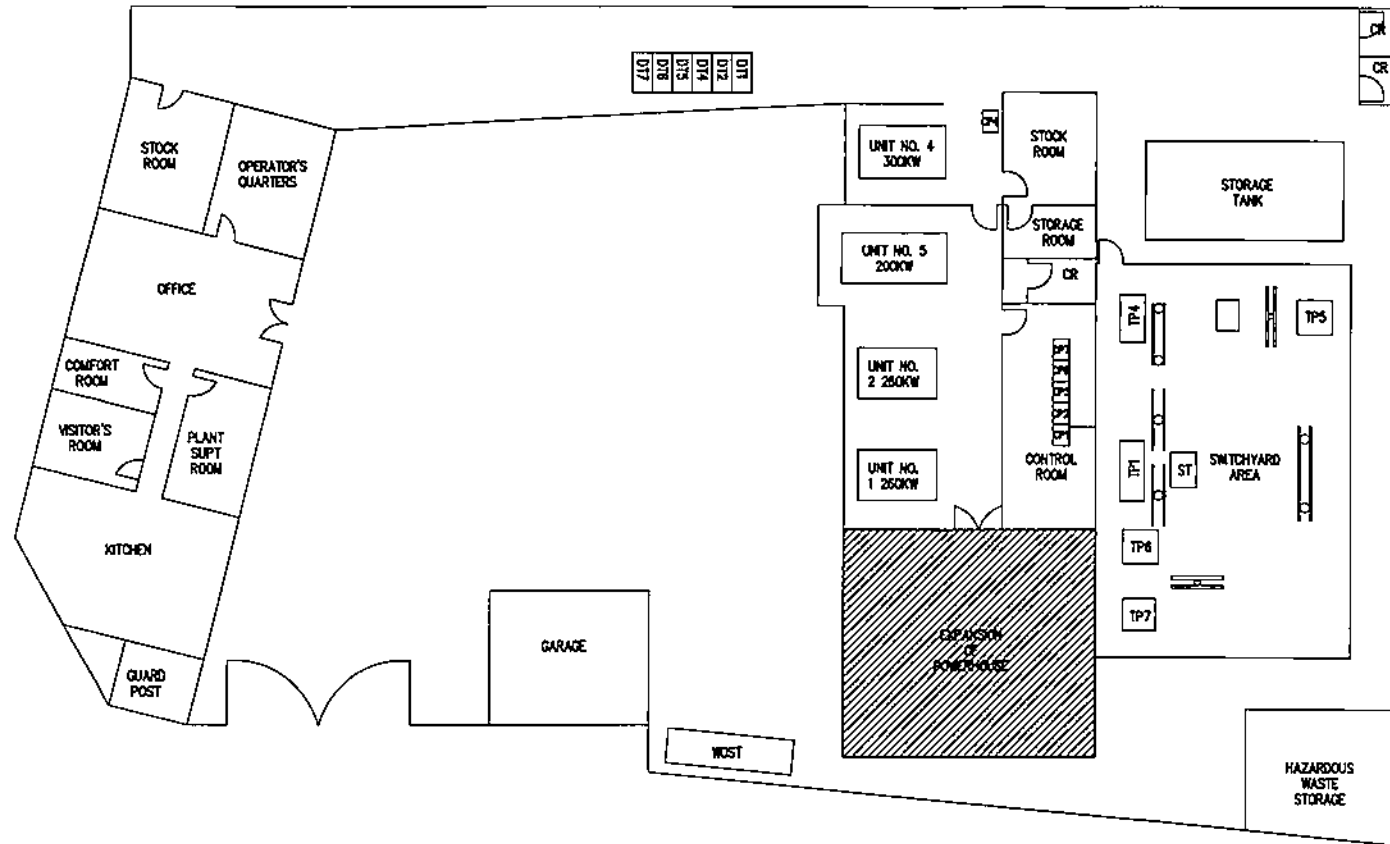 CR
CR
DT7
DT6
DT5
DT4
DT2
DT1
STOCK
ROOM
OPERATOR'S
QUARTERS
UNIT NO. 4
300KW
STOCK
ROOM
STORAGE
TANK
STORAGE
ROOM
UNIT NO. 5
200KW
CR
OFFICE
TP4
TP5
COMFORT
ROOM
UNIT NO.
2 260KW
VISITOR'S
ROOM
PLANT
SUPT
ROOM
UNIT NO.
1 260KW
CONTROL
ROOM
TP1
ST
SWITCHYARD
AREA
KITCHEN
TP6
TP7
GARAGE
EXPANSION
OF
POWERHOUSE
GUARD
POST
WOST
HAZARDOUS
WASTE
STORAGE